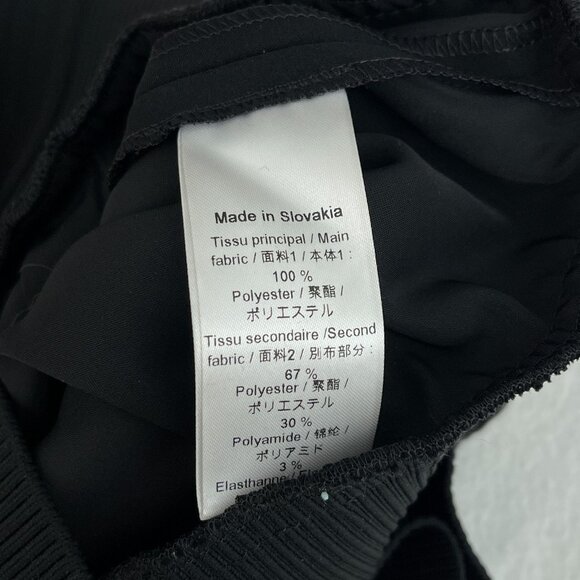 Made in Slovakia
Tissu principal / Main
fabric / 面料1 / 本体1 :
100 %
Polyester / 聚酯 /
ポリエステル
Tissu secondaire /Second
fabric / 面料2 / 別布部分 :
67 %
Polyester / 聚酯 /
ポリエステル
30 %
Polyamide / 锦纶 /
ポリアミド
3 %
Elasthanne /